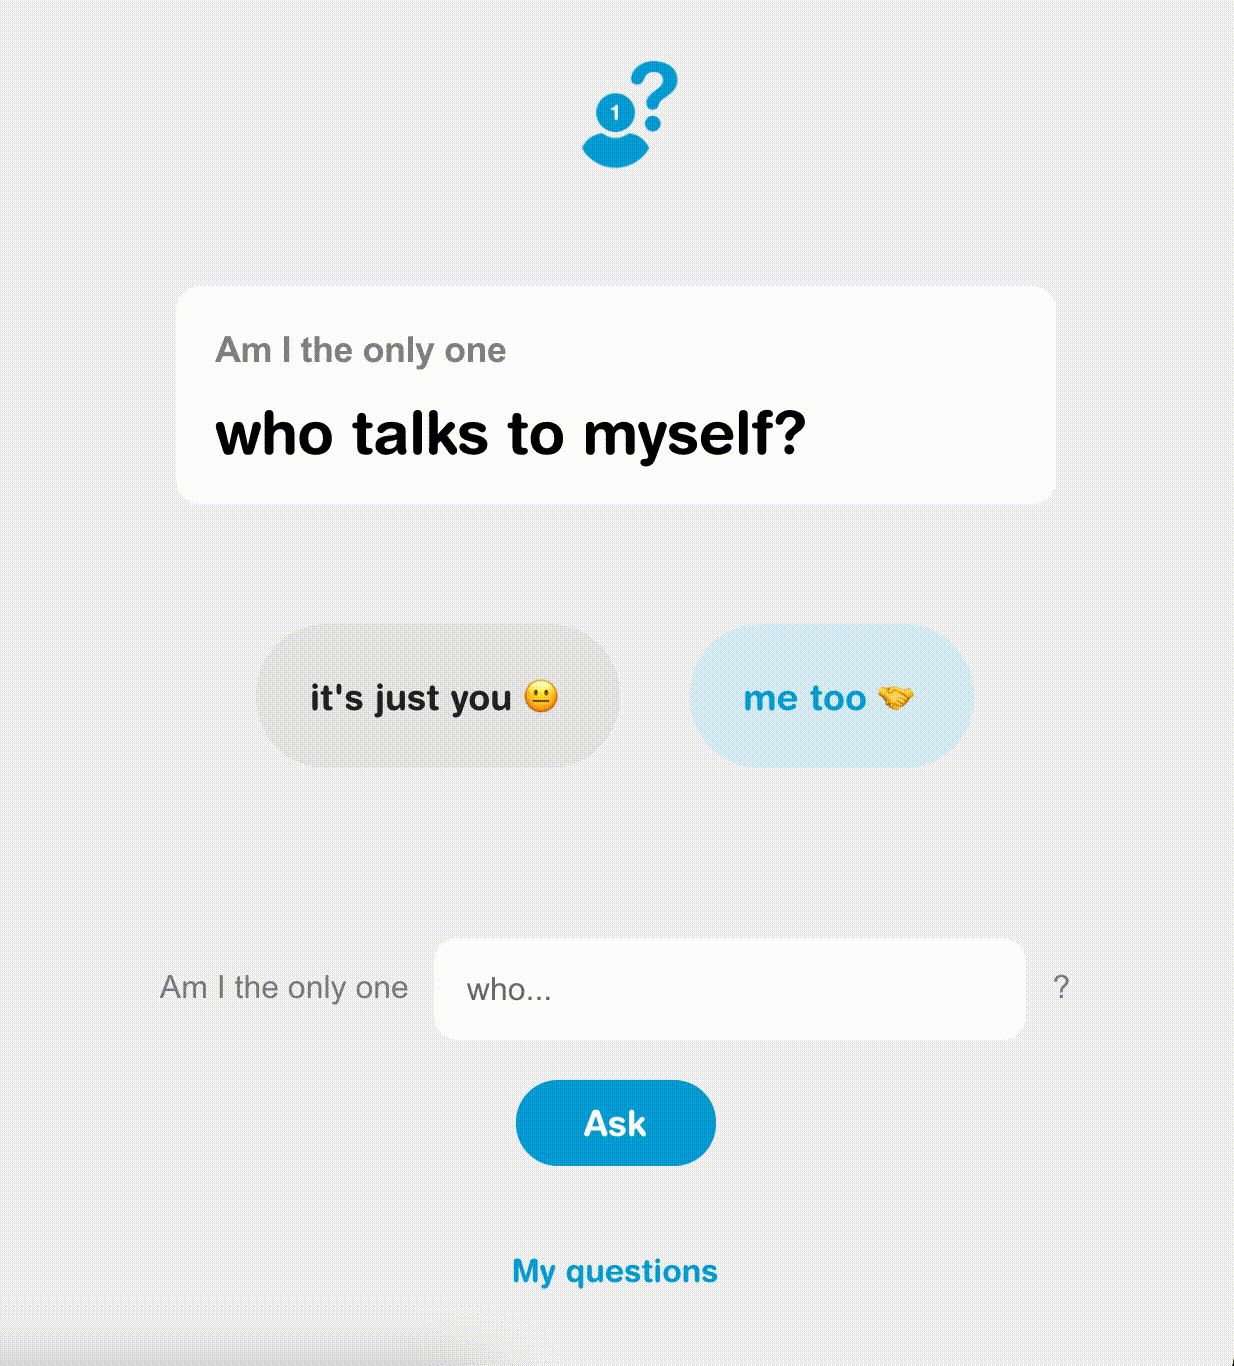 1 ?
Am I the only one
who talks to myself?
it's just you 😐 me too 🤝
Am I the only one who... ?
Ask
My questions